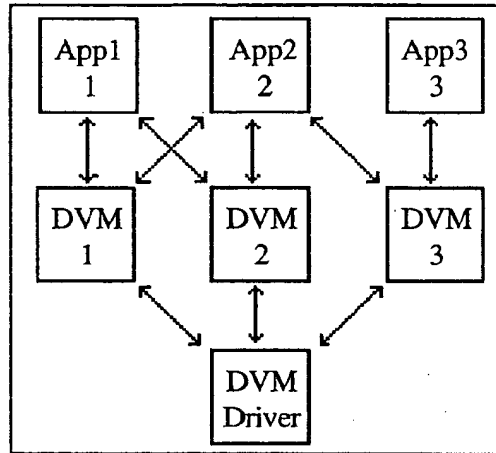 App1 App2 App3
1 2 3
DVM DVM DVM
1 2 3
DVM
Driver